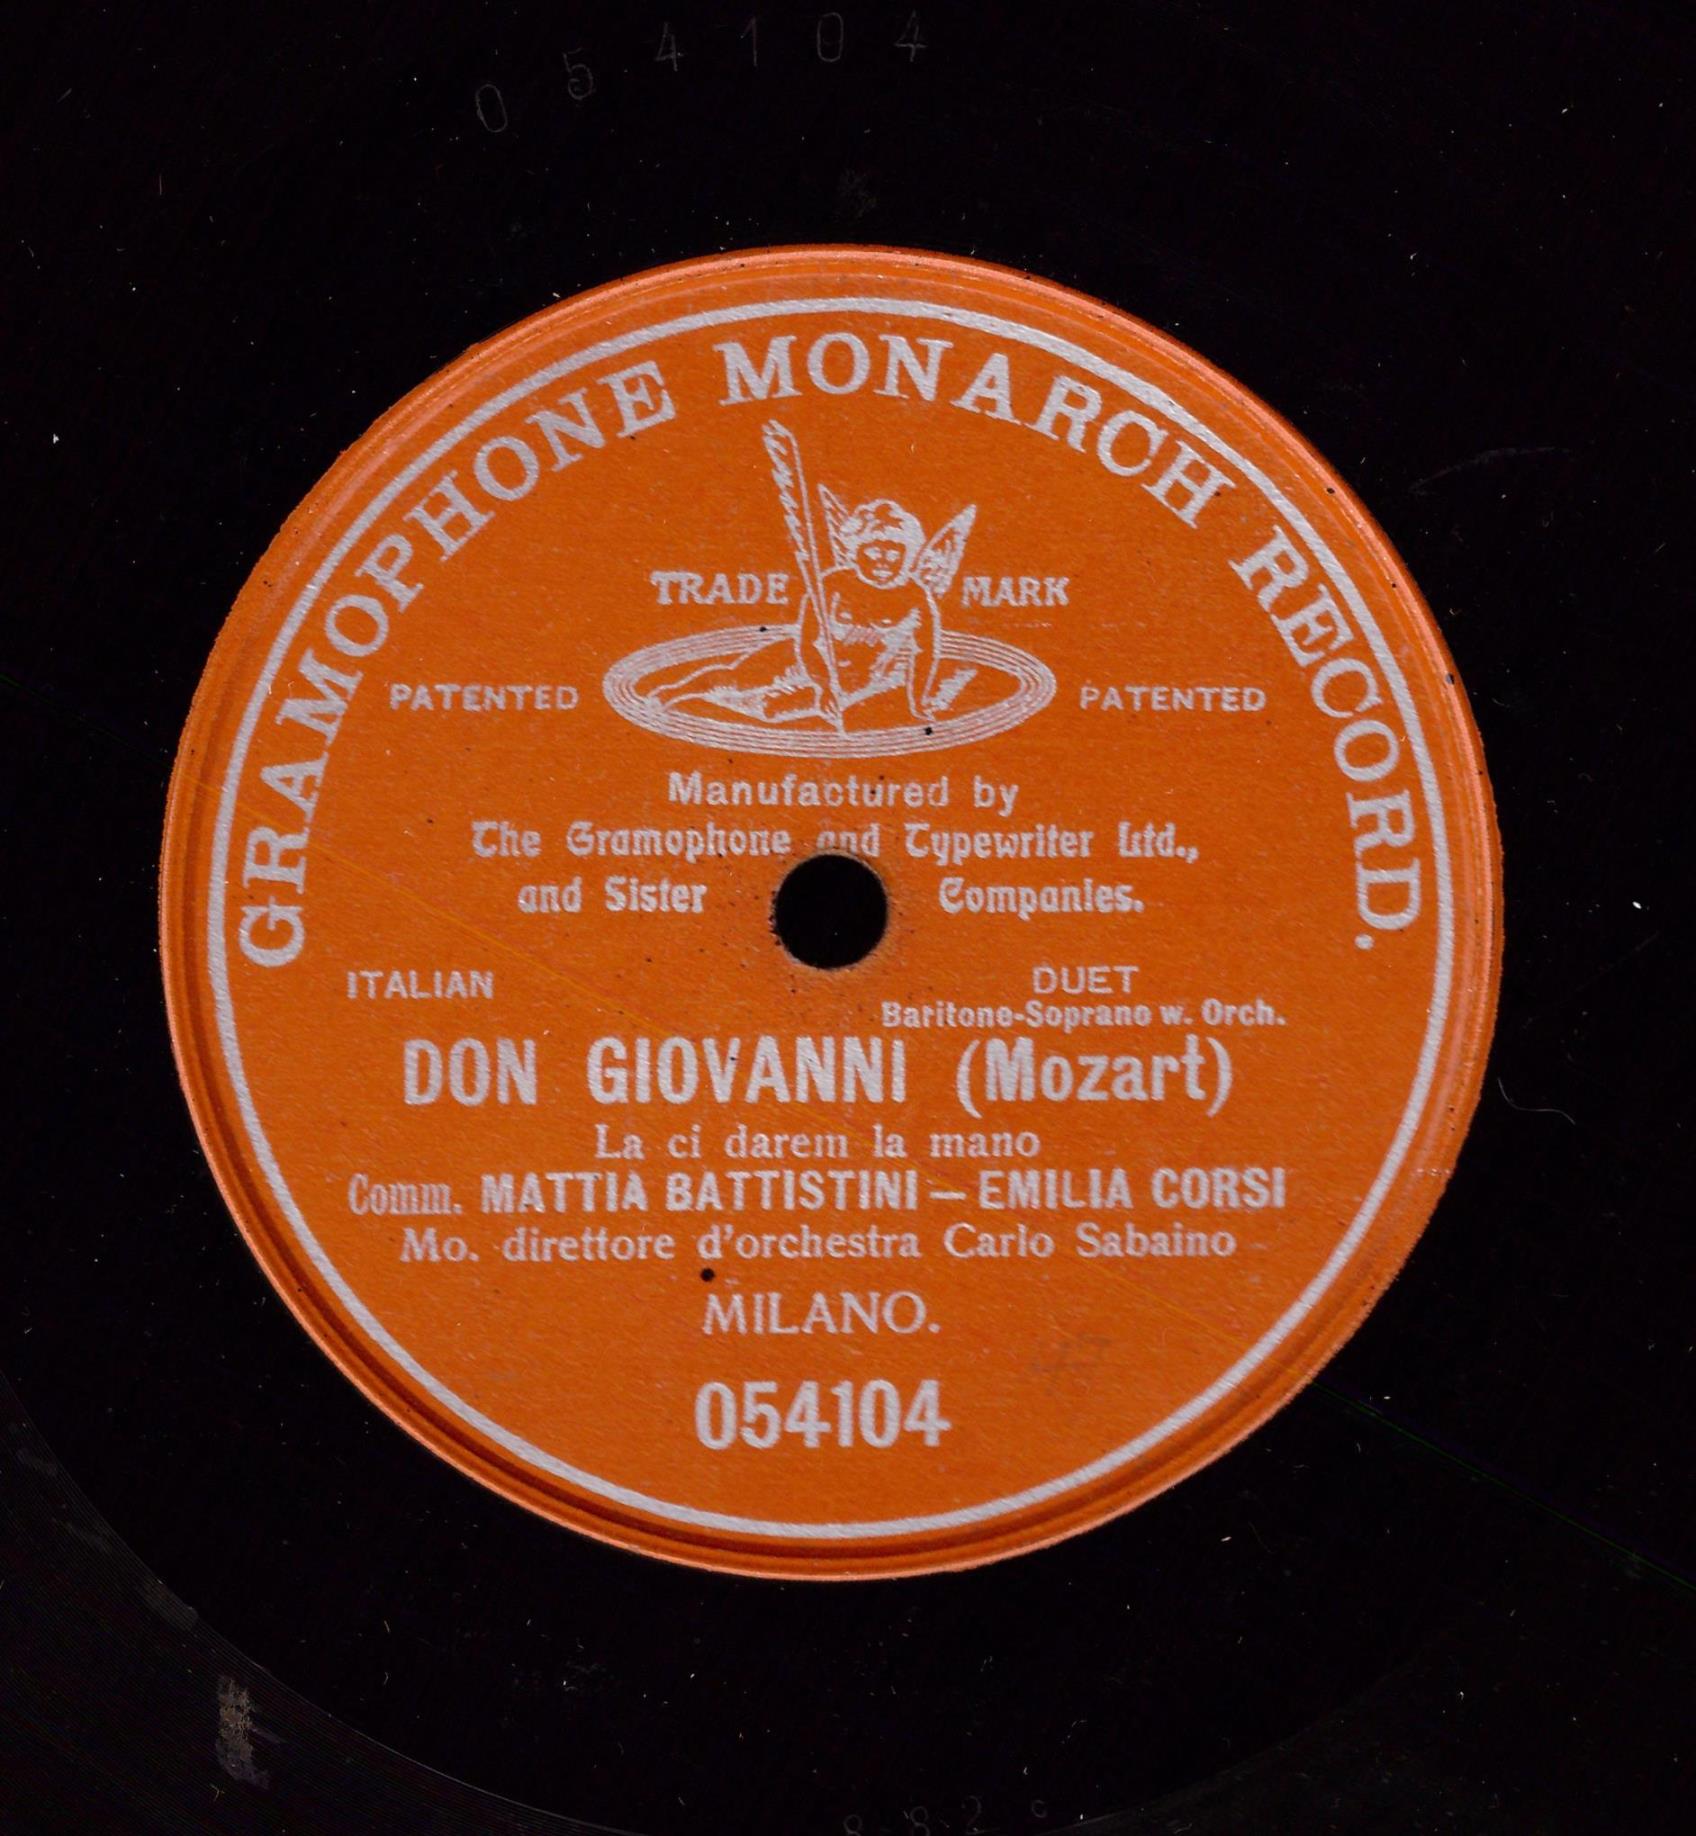 0 5 4 1 0 4
GRAMOPHONE MONARCH RECORD.
TRADE MARK
PATENTED PATENTED
Manufactured by
The Gramophone and Typewriter Ltd.,
and Sister Companies.
ITALIAN DUET
Baritone-Soprano w. Orch.
DON GIOVANNI (Mozart)
La ci darem la mano
Comm. MATTIA BATTISTINI — EMILIA CORSI
Mo. direttore d'orchestra Carlo Sabaino
MILANO.
054104